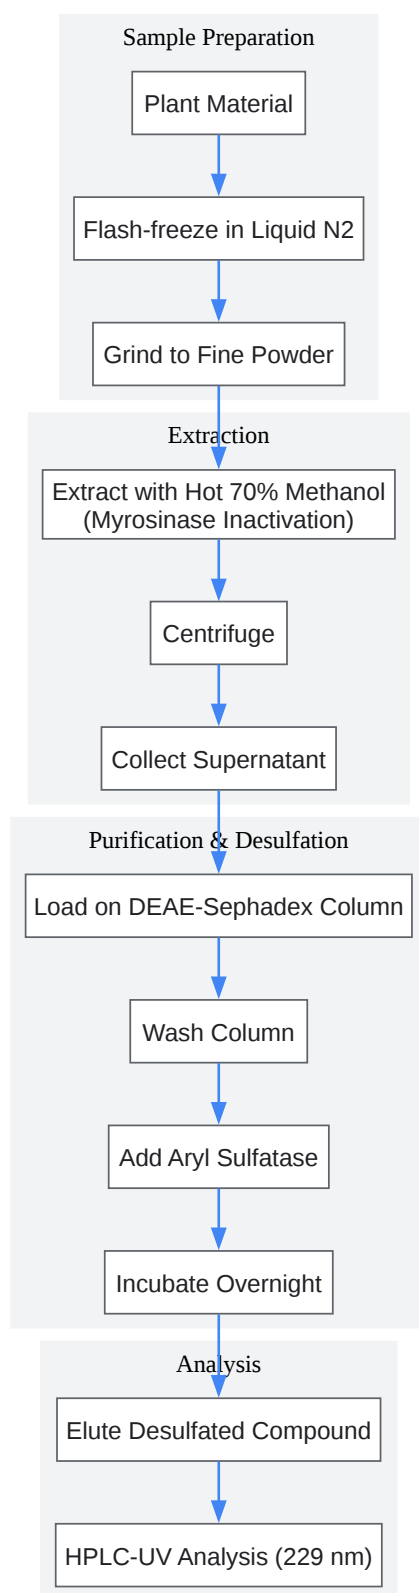 Sample Preparation
Plant Material
Flash-freeze in Liquid N2
Grind to Fine Powder
Extraction
Extract with Hot 70% Methanol
(Myrosinase Inactivation)
Centrifuge
Collect Supernatant
Purification & Desulfation
Load on DEAE-Sephadex Column
Wash Column
Add Aryl Sulfatase
Incubate Overnight
Analysis
Elute Desulfated Compound
HPLC-UV Analysis (229 nm)